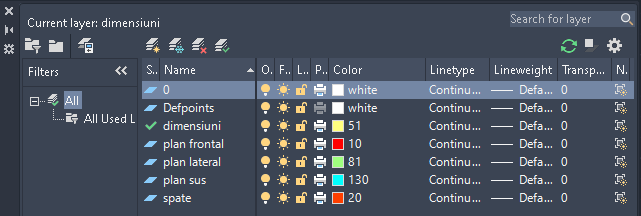 Current layer: dimensiuni
Search for layer
Filters
All
All Used L
S.. Name O. F.. L.. P.. Color Linetype Lineweight Transp... N.
0 white Continu... Defa... 0
Defpoints white Continu... Defa... 0
dimensiuni 51 Continu... Defa... 0
plan frontal 10 Continu... Defa... 0
plan lateral 81 Continu... Defa... 0
plan sus 130 Continu... Defa... 0
spate 20 Continu... Defa... 0